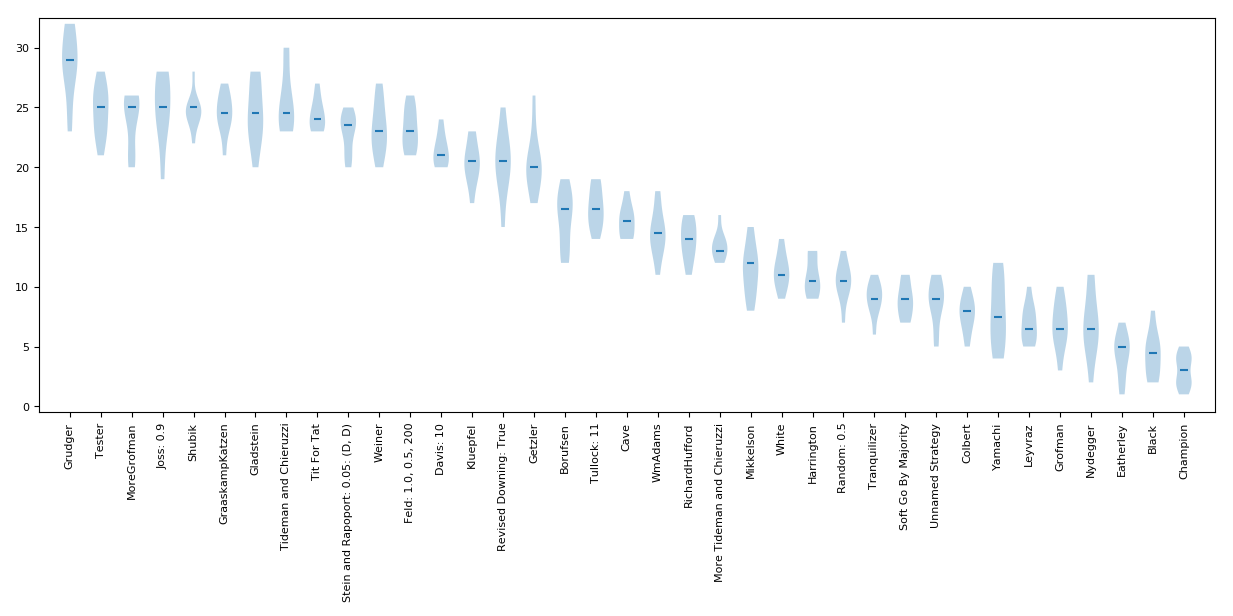 30
25
20
15
10
5
0
Grudger
Tester
MoreGrofman
Joss: 0.9
Shubik
GraaskampKatzen
Gladstein
Tideman and Chieruzzi
Tit For Tat
Stein and Rapoport: 0.05: (D, D)
Weiner
Feld: 1.0, 0.5, 200
Davis: 10
Kluepfel
Revised Downing: True
Getzler
Borufsen
Tullock: 11
Cave
WmAdams
RichardHufford
More Tideman and Chieruzzi
Mikkelson
White
Harrington
Random: 0.5
Tranquilizer
Soft Go By Majority
Unnamed Strategy
Colbert
Yamachi
Leyvraz
Grofman
Nydegger
Eatherley
Black
Champion